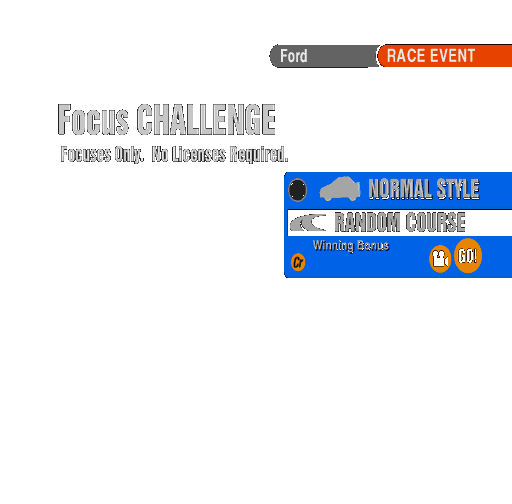 Ford
RACE EVENT
Focus CHALLENGE
Focuses Only. No Licenses Required.
NORMAL STYLE
RANDOM COURSE
Winning Bonus
Cr
GO!